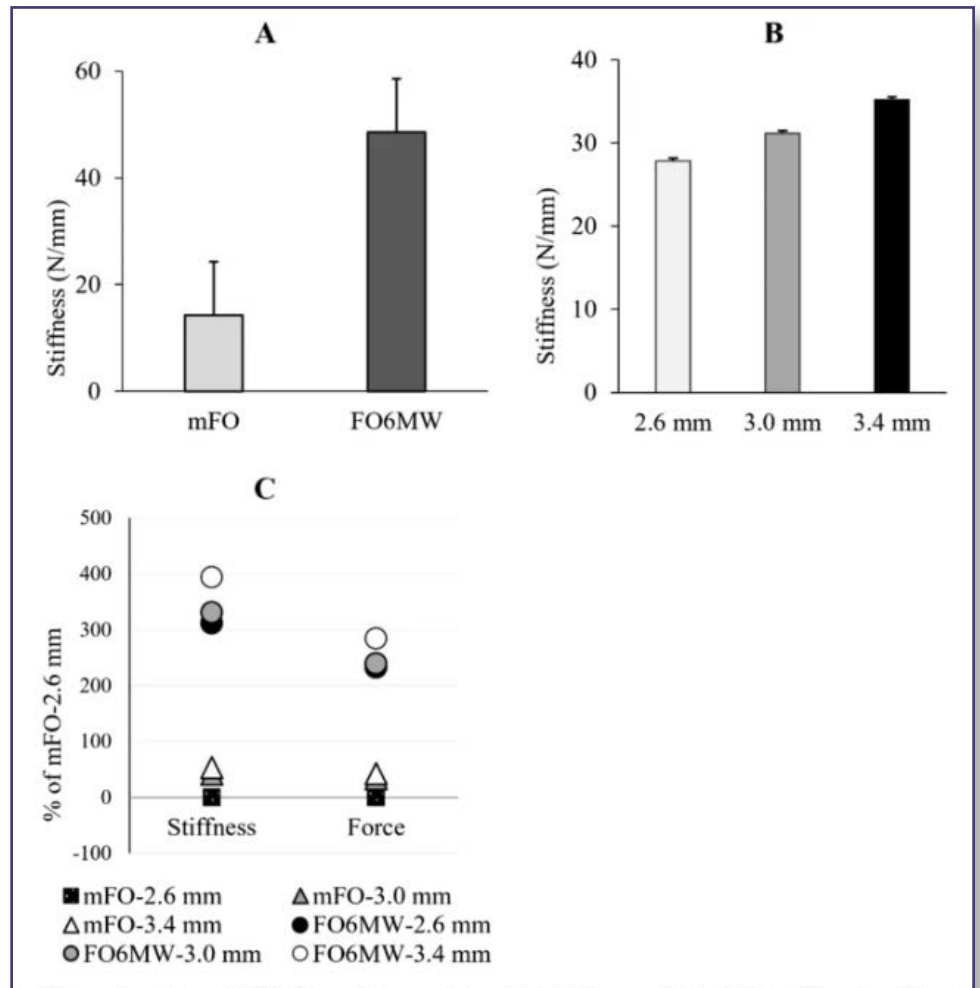 A
Stiffness (N/mm)
60
40
20
0
mFO FO6MW
B
Stiffness (N/mm)
40
30
20
10
0
2.6 mm 3.0 mm 3.4 mm
C
% of mFO-2.6 mm
500
400
300
200
100
0
-100
Stiffness Force
mFO-2.6 mm mFO-3.0 mm
mFO-3.4 mm FO6MW-2.6 mm
FO6MW-3.0 mm FO6MW-3.4 mm